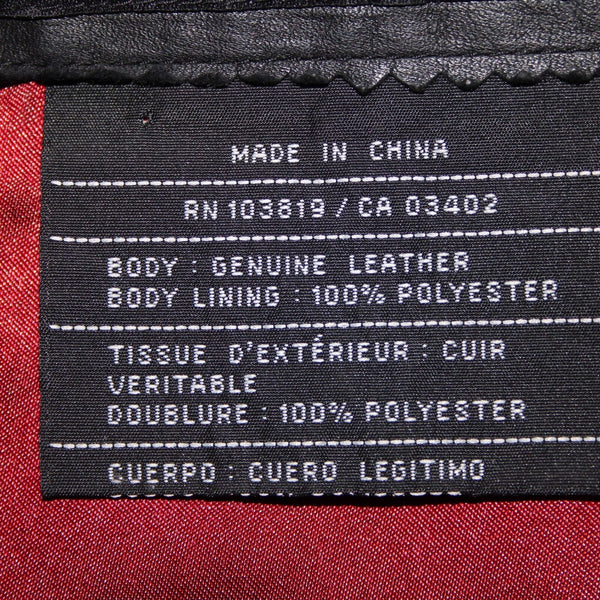 MADE IN CHINA
RN 103819 / CA 03402
BODY : GENUINE LEATHER
BODY LINING : 100% POLYESTER
TISSUE D'EXTÉRIEUR : CUIR
VERITABLE
DOUBLURE : 100% POLYESTER
CUERPO : CUERO LEGITIMO